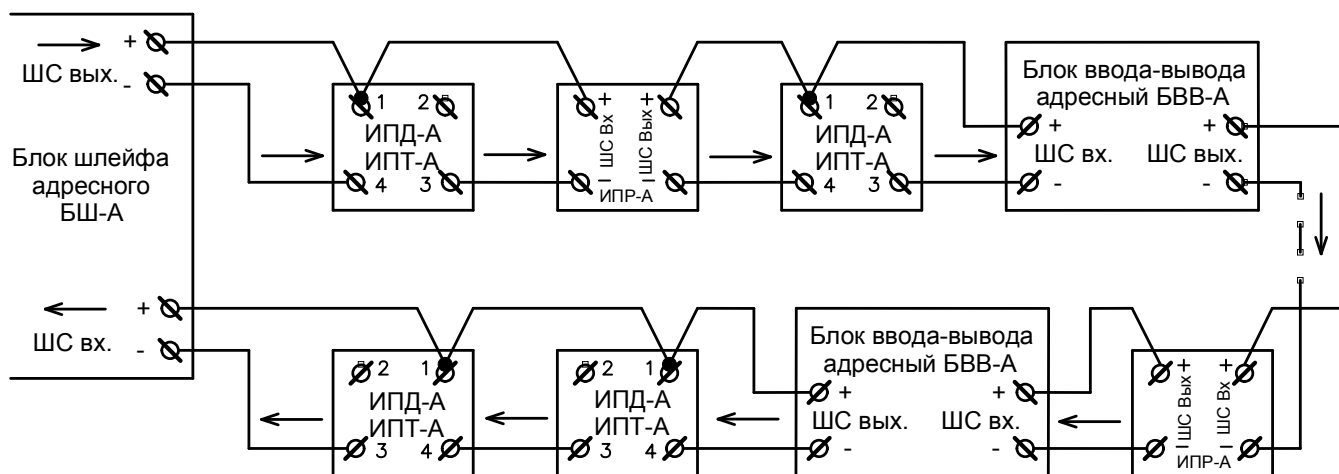 +
ШС вых.
-
Блок шлейфа
адресного
БШ-А
+
ШС вх.
-
1 2
ИПД-А
ИПТ-А
4 3
+ ШС Вх -
+ ШС Вых -
ИПР-А
1 2
ИПД-А
ИПТ-А
4 3
Блок ввода-вывода
адресный БВВ-А
+ +
ШС вх. ШС вых.
- -
2 1
ИПД-А
ИПТ-А
3 4
2 1
ИПД-А
ИПТ-А
3 4
Блок ввода-вывода
адресный БВВ-А
+ +
ШС вых. ШС вх.
- -
+ ШС Вых -
+ ШС Вх -
ИПР-А